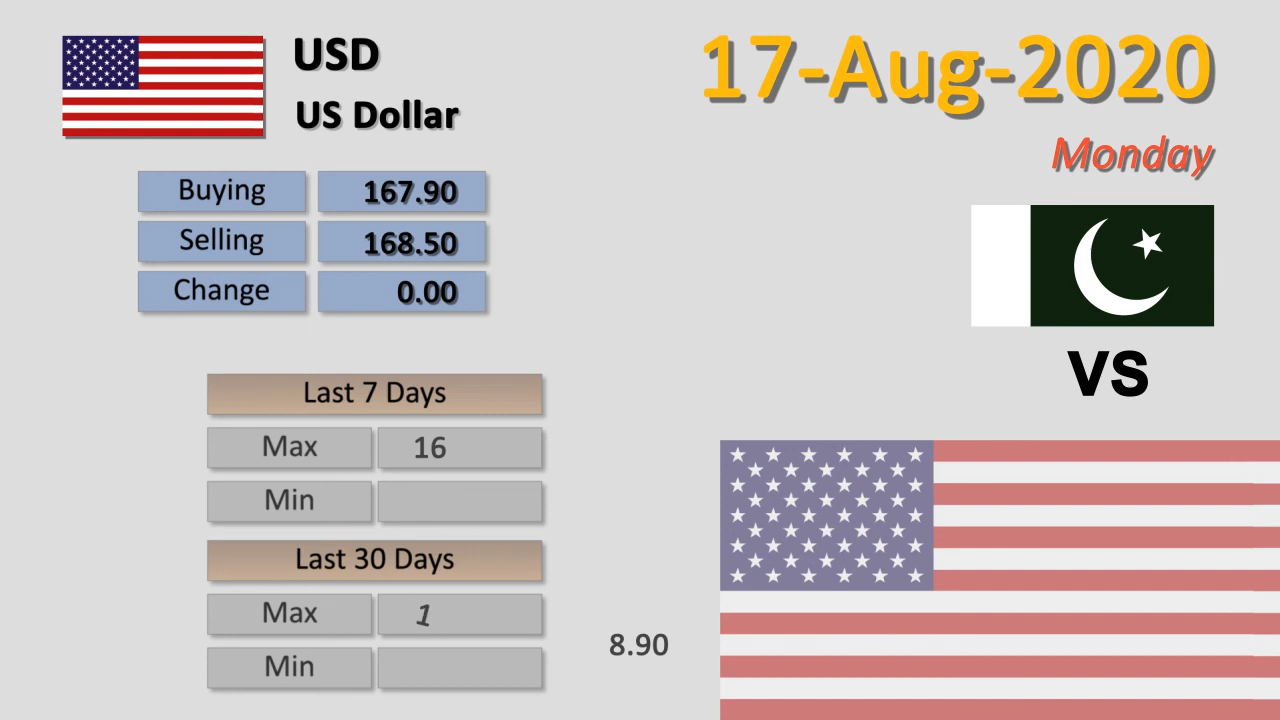 USD
US Dollar
17-Aug-2020
Monday
Buying 167.90
Selling 168.50
Change 0.00
VS
Last 7 Days
Max 16
Min
Last 30 Days
Max 1
8.90
Min